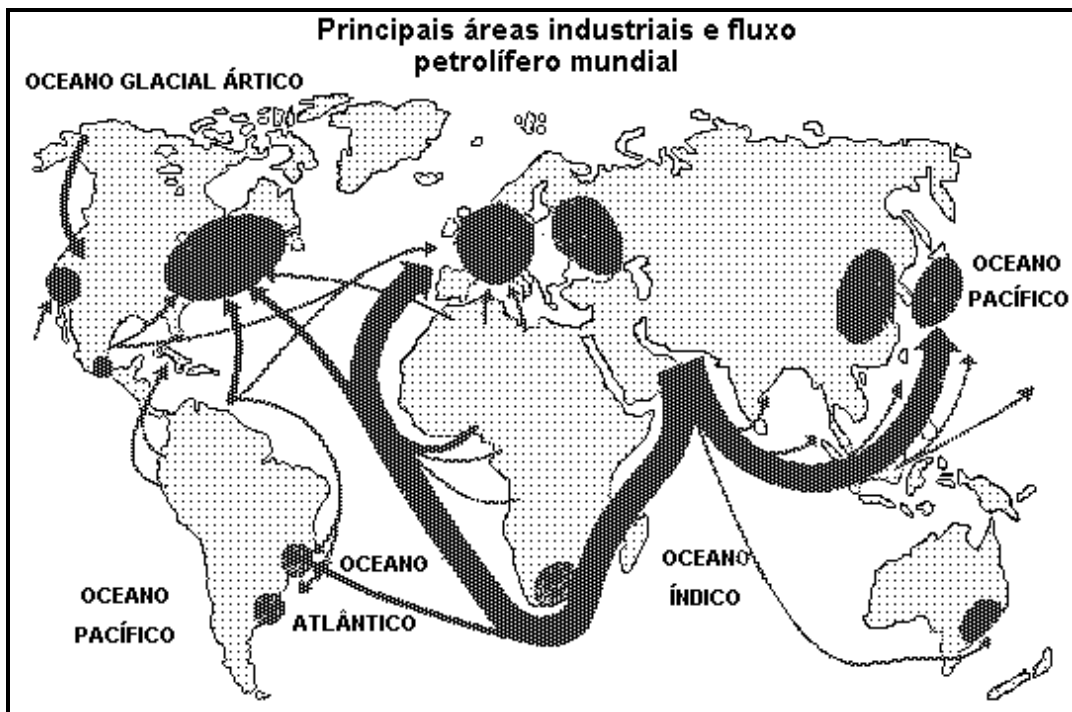 Principais áreas industriais e fluxo
petrolífero mundial
OCEANO GLACIAL ÁRTICO
OCEANO
PACÍFICO
OCEANO
PACÍFICO
OCEANO
ATLÂNTICO
OCEANO
ÍNDICO